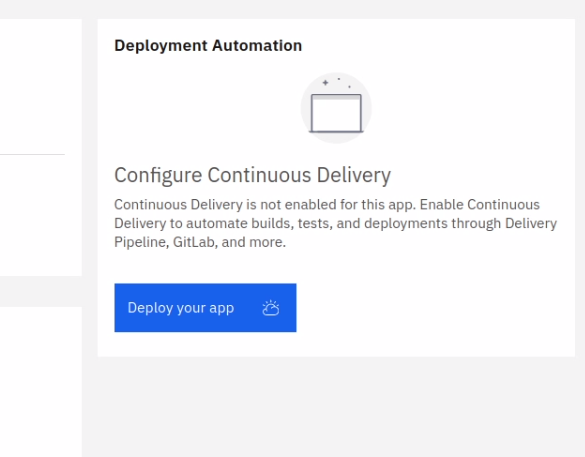 Deployment Automation
Configure Continuous Delivery
Continuous Delivery is not enabled for this app. Enable Continuous
Delivery to automate builds, tests, and deployments through Delivery
Pipeline, GitLab, and more.
Deploy your app